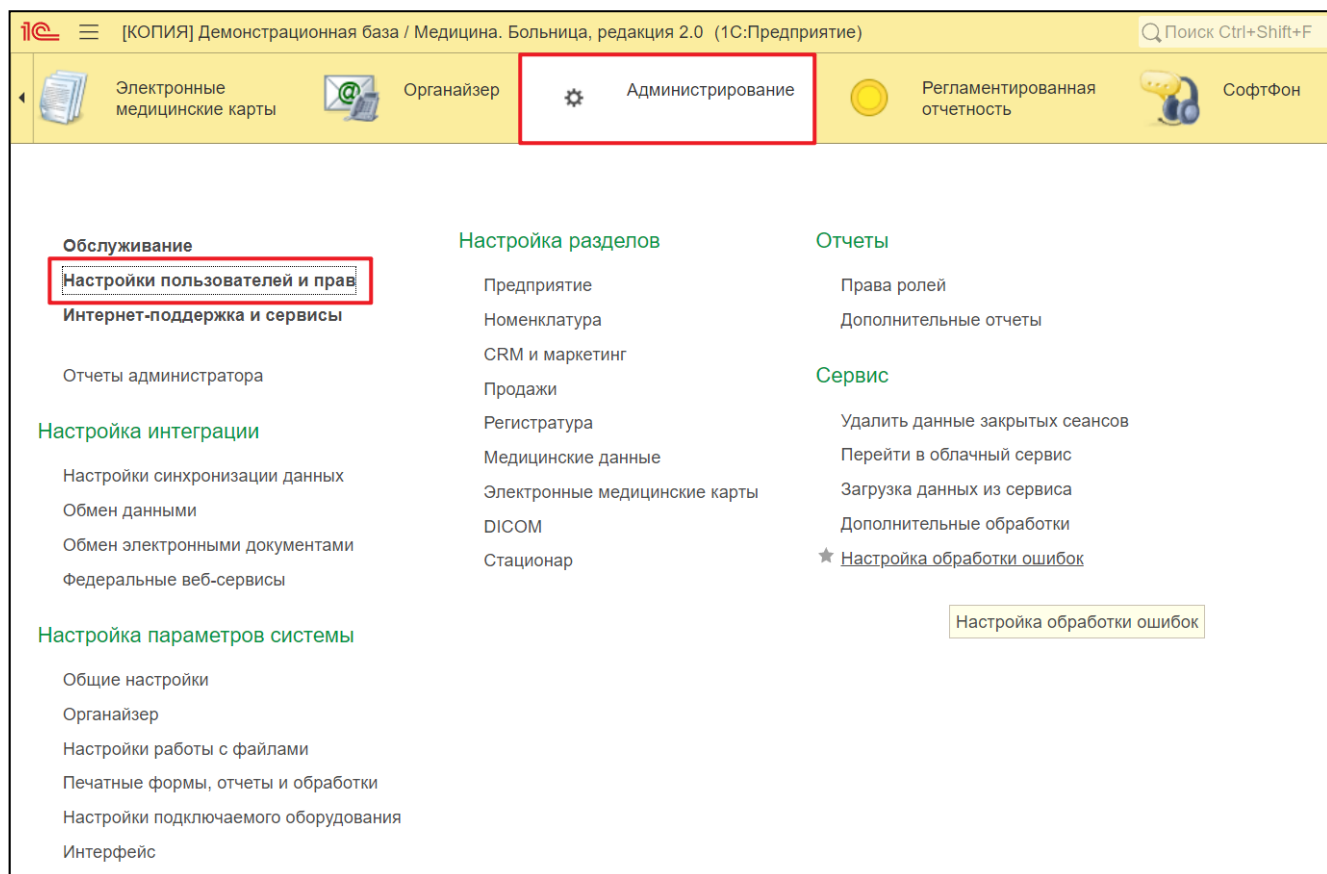 1С [КОПИЯ] Демонстрационная база / Медицина. Больница, редакция 2.0 (1С:Предприятие) Поиск Ctrl+Shift+F
Электронные
медицинские карты
Органайзер
Администрирование
Регламентированная
отчетность
СофтФон
Обслуживание
Настройки пользователей и прав
Интернет-поддержка и сервисы
Отчеты администратора
Настройка интеграции
Настройки синхронизации данных
Обмен данными
Обмен электронными документами
Федеральные веб-сервисы
Настройка параметров системы
Общие настройки
Органайзер
Настройки работы с файлами
Печатные формы, отчеты и обработки
Настройки подключаемого оборудования
Интерфейс
Настройка разделов
Предприятие
Номенклатура
CRM и маркетинг
Продажи
Регистратура
Медицинские данные
Электронные медицинские карты
DICOM
Стационар
Отчеты
Права ролей
Дополнительные отчеты
Сервис
Удалить данные закрытых сеансов
Перейти в облачный сервис
Загрузка данных из сервиса
Дополнительные обработки
Настройка обработки ошибок
Настройка обработки ошибок